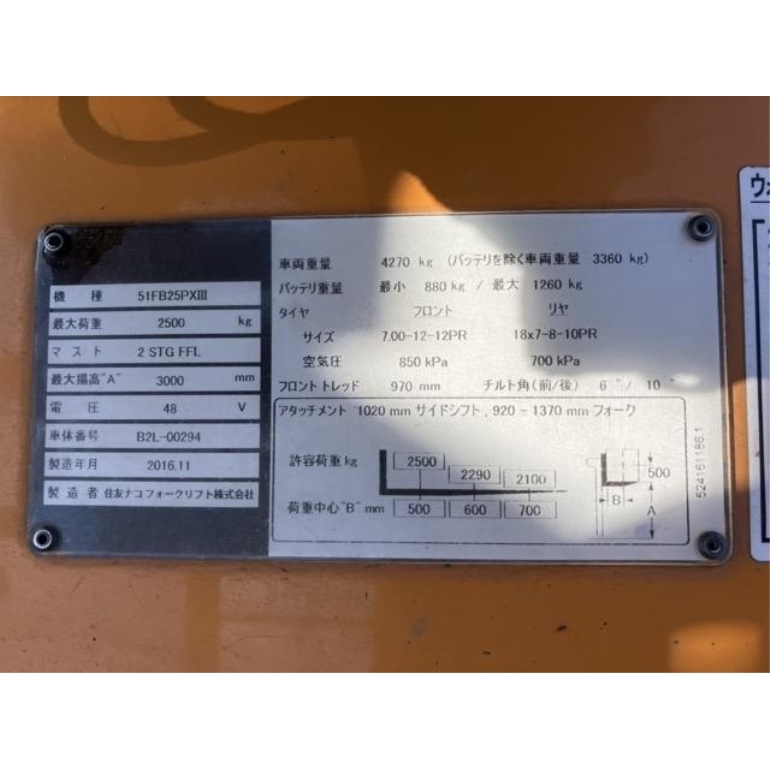 機種 51FB25PXⅢ
最大荷重 2500 kg
マスト 2 STG FFL
最大揚高"A" 3000 mm
電圧 48 V
車体番号 B2L-00294
製造年月 2016.11
製造者 住友ナコフォークリフト株式会社
車両重量 4270 kg (バッテリを除く車両重量 3360 kg)
バッテリ重量 最小 880 kg / 最大 1260 kg
タイヤ フロント リヤ
サイズ 7.00-12-12PR 18x7-8-10PR
空気圧 850 kPa 700 kPa
フロントトレッド 970 mm チルト角(前/後) 6°/ 10°
アタッチメント 1020 mm サイドシフト, 920 - 1370 mm フォーク
許容荷重 kg 2500 2290 2100
荷重中心"B" mm 500 600 700
500
B
A
524161186.1
ウォ